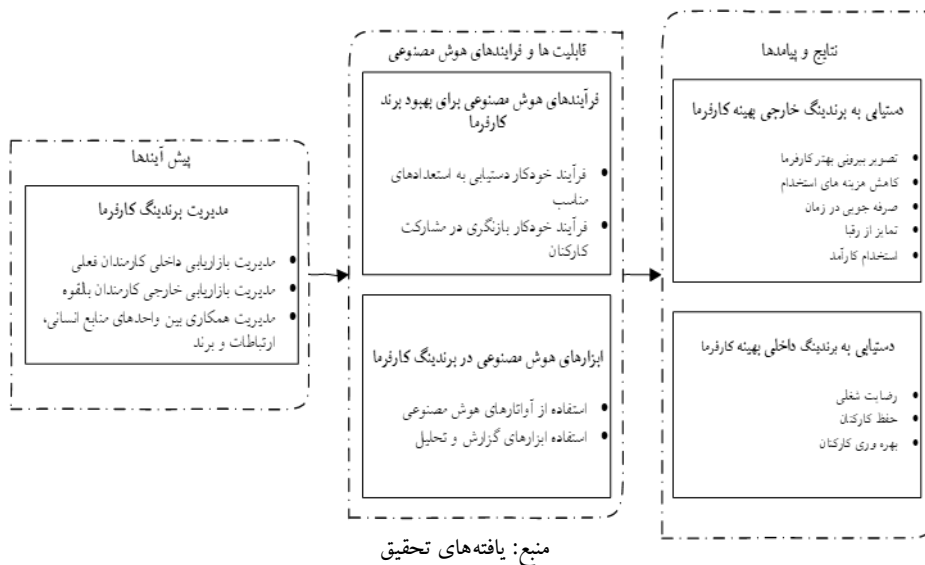 پیش آیندها
مدیریت برندینگ کارفرما
مدیریت بازاریابی داخلی کارمندان فعلی
مدیریت بازاریابی خارجی کارمندان بالقوه
مدیریت همکاری بین واحدهای منابع انسانی،
ارتباطات و برند
قابلیت ها و فرایندهای هوش مصنوعی
فرآیندهای هوش مصنوعی برای بهبود برند
کارفرما
فرآیند خودکار دستیابی به استعدادهای
مناسب
فرآیند خودکار بازنگری در مشارکت
کارکنان
ابزارهای هوش مصنوعی در برندینگ کارفرما
استفاده از آواتارهای هوش مصنوعی
استفاده ابزارهای گزارش و تحلیل
نتایج و پیامدها
دستیابی به برندینگ خارجی بهینه کارفرما
تصویر بیرونی بهتر کارفرما
کاهش هزینه های استخدام
صرفه جویی در زمان
تمایز از رقبا
استخدام کارآمد
دستیابی به برندینگ داخلی بهینه کارفرما
رضایت شغلی
حفظ کارکنان
بهره وری کارکنان
منبع: یافته‌های تحقیق